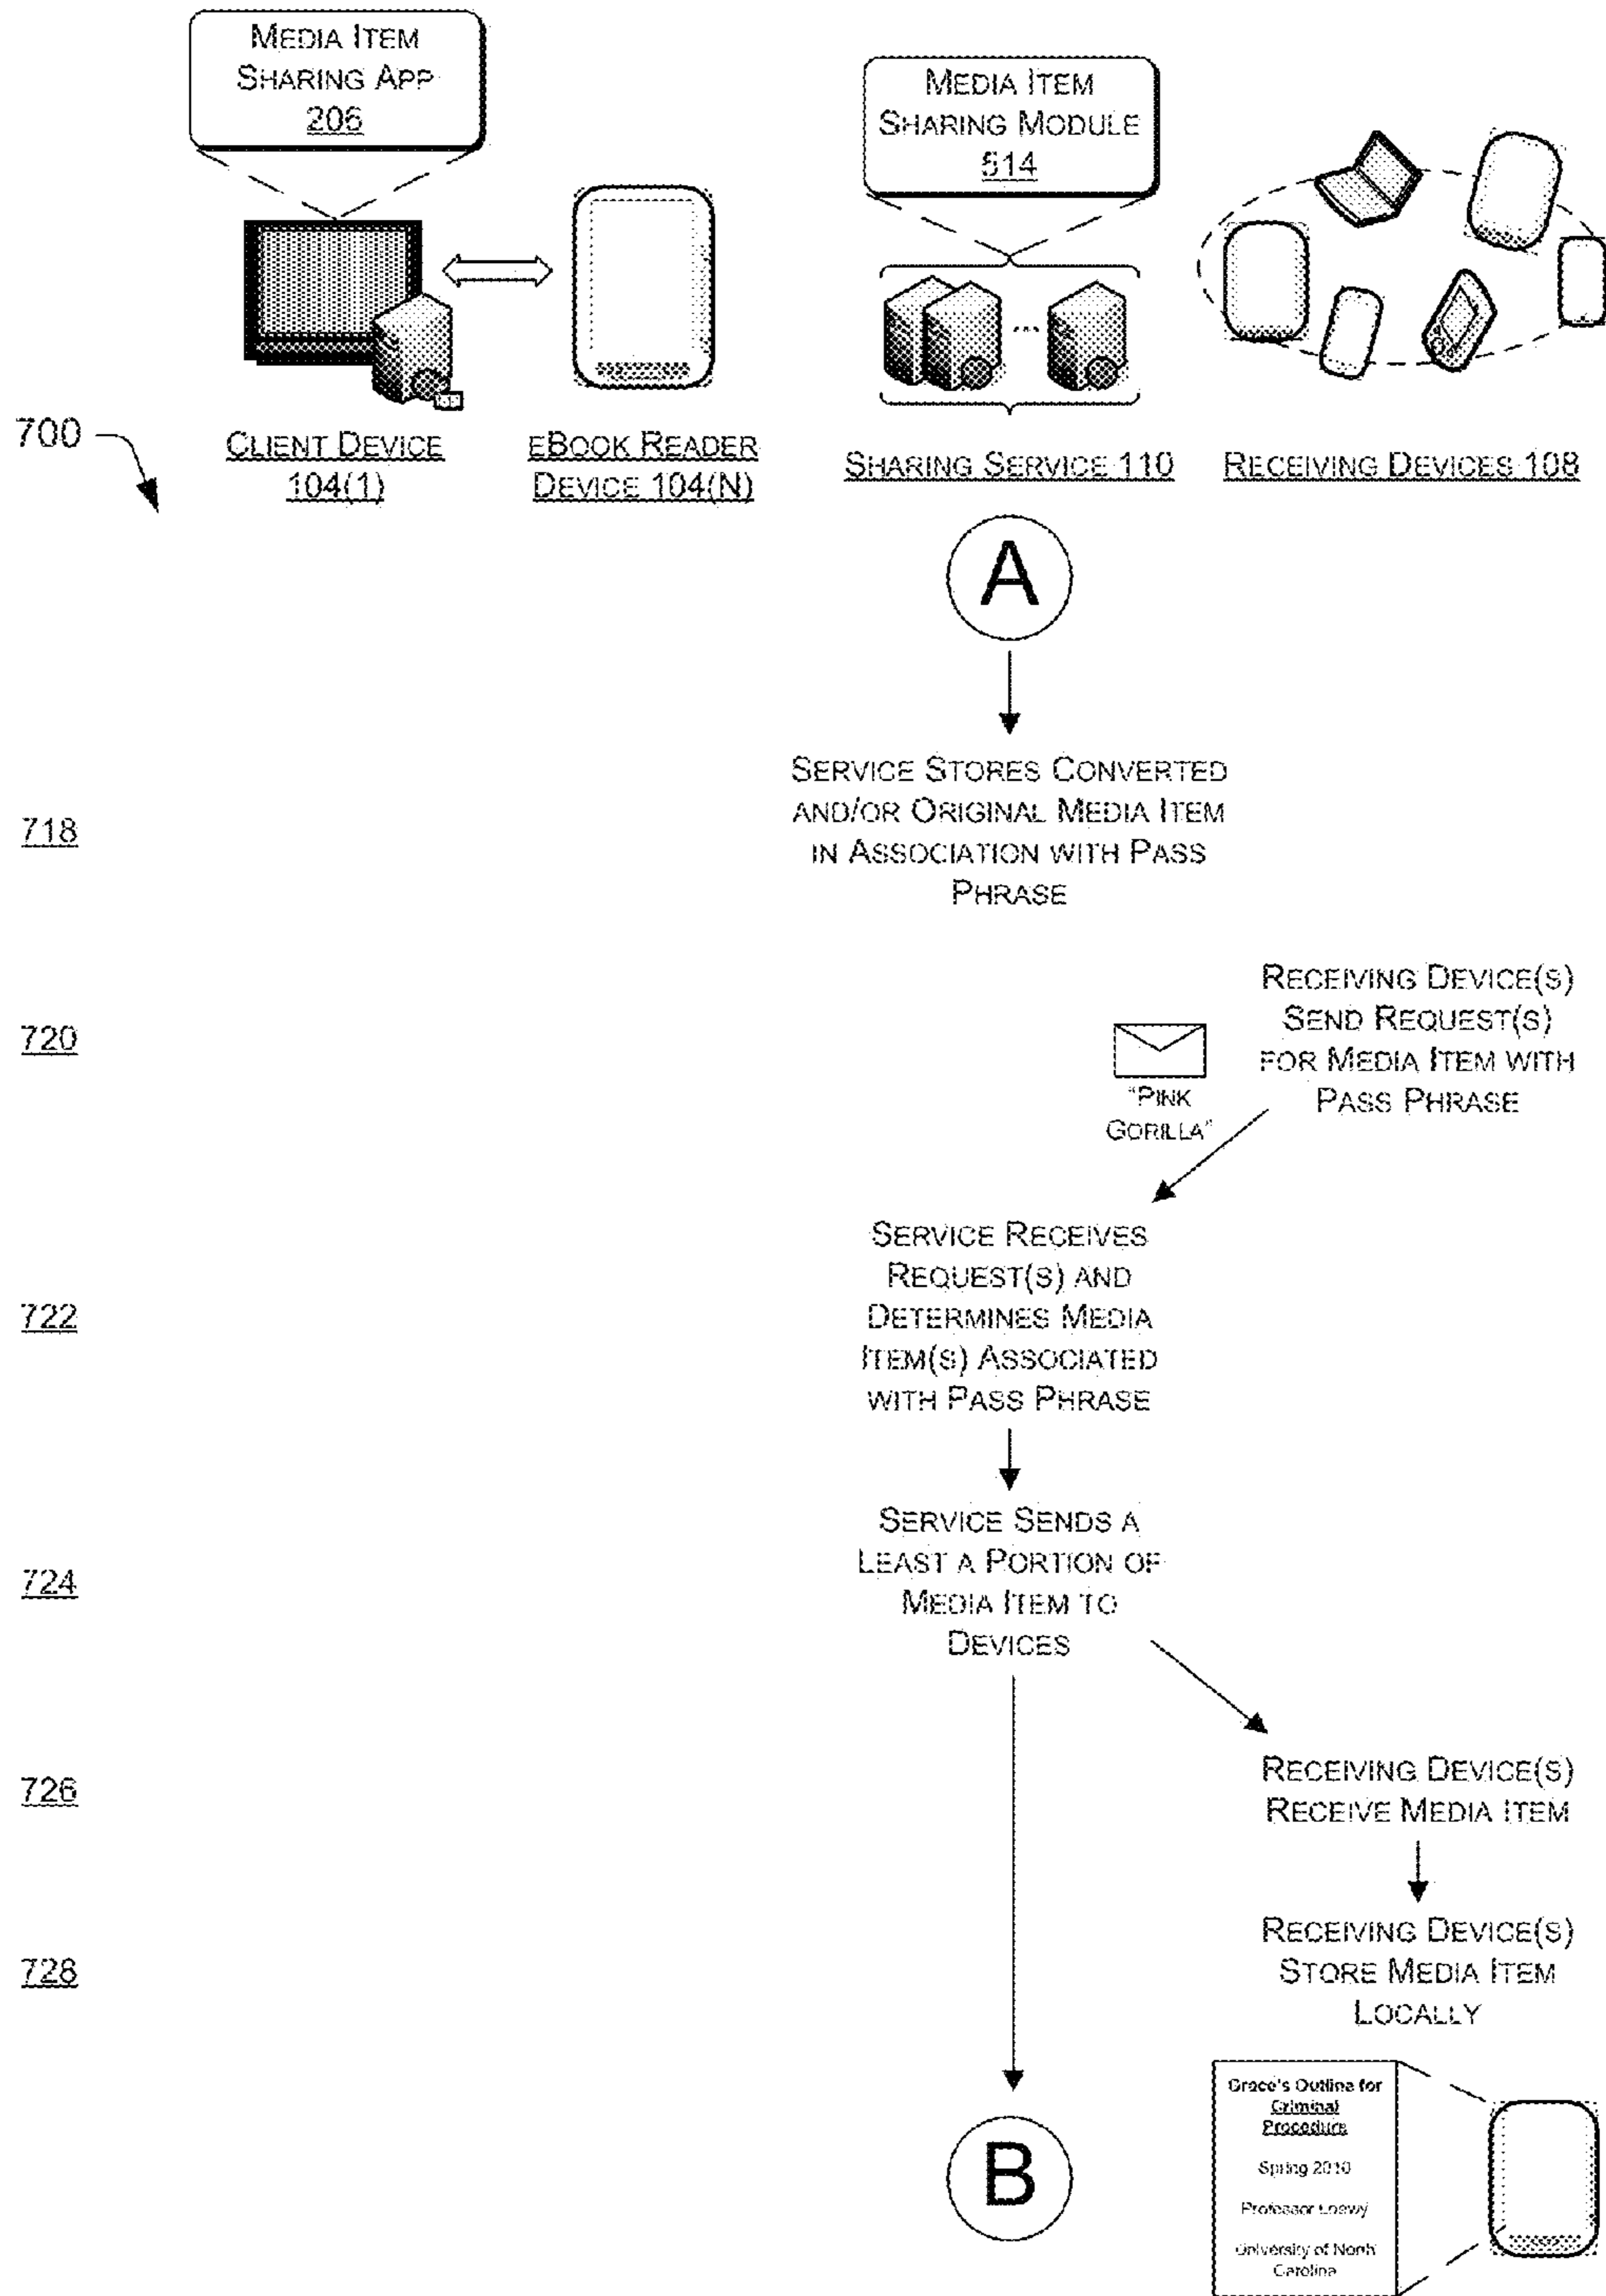 MEDIA ITEM
SHARING APP
206
MEDIA ITEM
SHARING MODULE
514
700
CLIENT DEVICE
104(1)
EBOOK READER
DEVICE 104(N)
...
SHARING SERVICE 110
RECEIVING DEVICES 108
A
718
SERVICE STORES CONVERTED
AND/OR ORIGINAL MEDIA ITEM
IN ASSOCIATION WITH PASS
PHRASE
720
RECEIVING DEVICE(S)
SEND REQUEST(S)
FOR MEDIA ITEM WITH
PASS PHRASE
"PINK
GORILLA"
722
SERVICE RECEIVES
REQUEST(S) AND
DETERMINES MEDIA
ITEM(S) ASSOCIATED
WITH PASS PHRASE
724
SERVICE SENDS A
LEAST A PORTION OF
MEDIA ITEM TO
DEVICES
726
RECEIVING DEVICE(S)
RECEIVE MEDIA ITEM
728
RECEIVING DEVICE(S)
STORE MEDIA ITEM
LOCALLY
B
Grace's Outline for
Criminal
Procedure
Spring 2010
Professor Loewy
University of North
Carolina